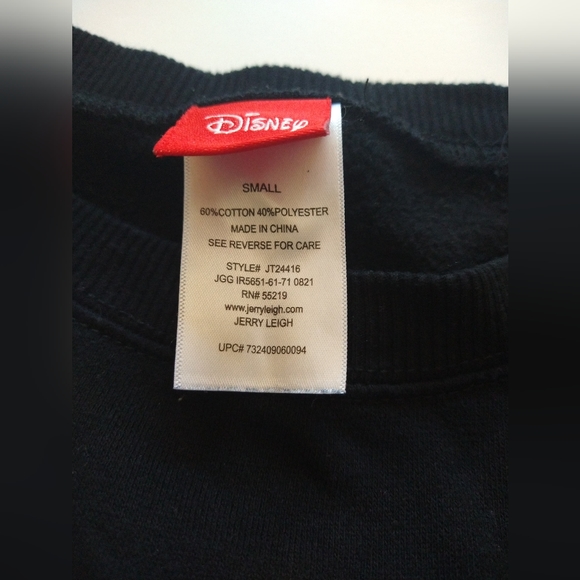 Disney
SMALL
60%COTTON 40%POLYESTER
MADE IN CHINA
SEE REVERSE FOR CARE
STYLE# JT24416
JGG IR5651-61-71 0821
RN# 55219
www.jerryleigh.com
JERRY LEIGH
UPC# 732409060094